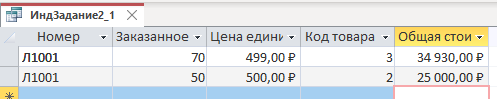 ИндЗадание2_1
Номер Заказанное Цена едини Код товара Общая стои
Л1001 70 499,00 ₽ 3 34 930,00 ₽
Л1001 50 500,00 ₽ 2 25 000,00 ₽